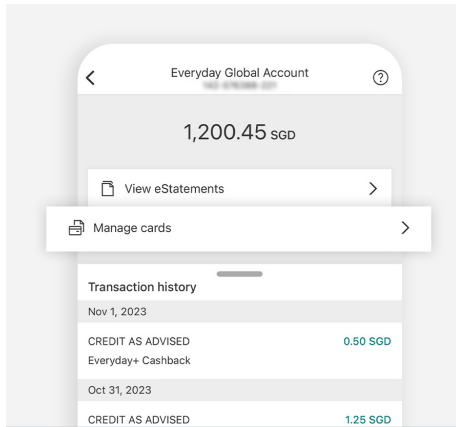 Everyday Global Account
1,200.45 SGD
View eStatements
Manage cards
Transaction history
Nov 1, 2023
CREDIT AS ADVISED 0.50 SGD
Everyday+ Cashback
Oct 31, 2023
CREDIT AS ADVISED 1.25 SGD